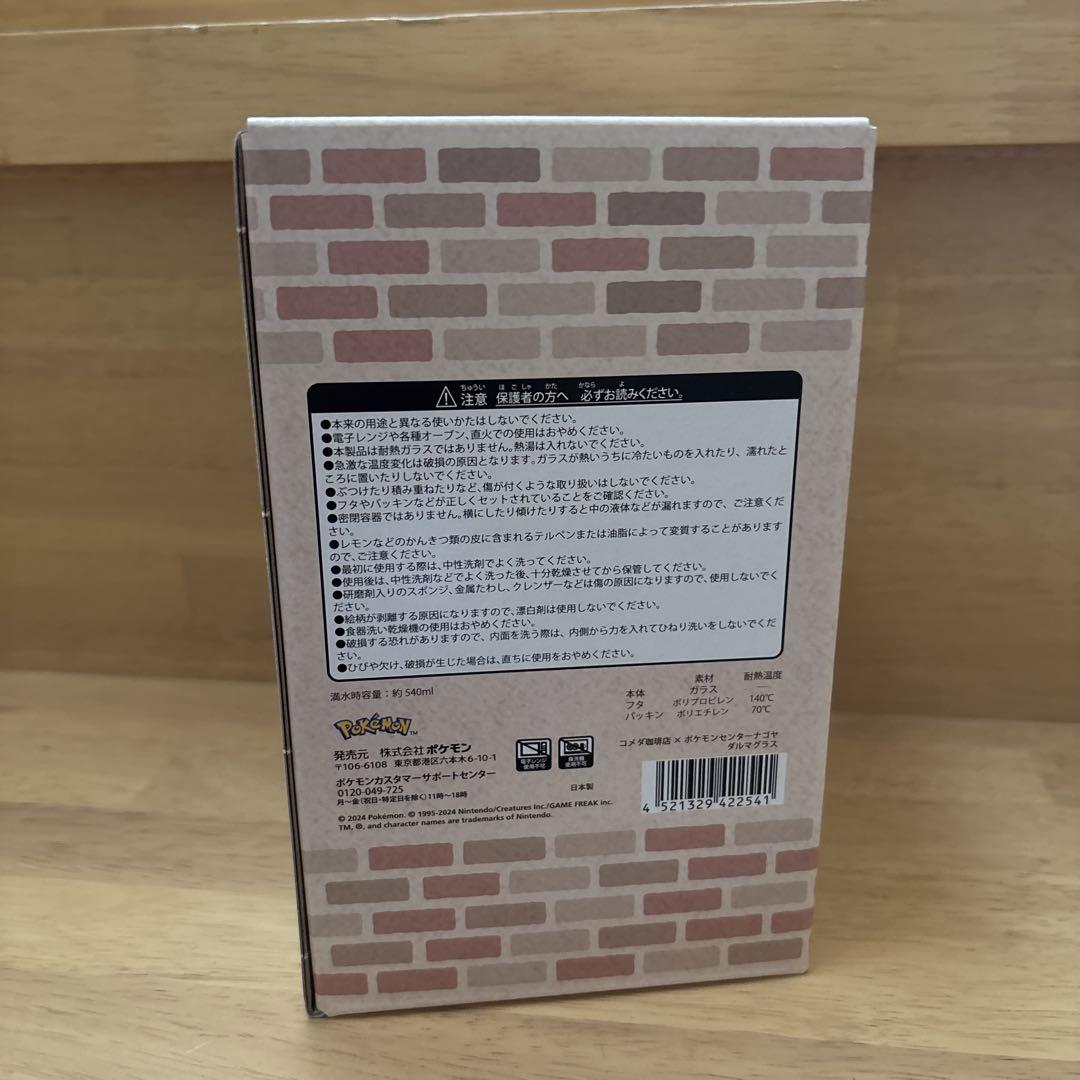 注意 保護者の方へ 必ずお読みください。
ちゅうい ほごしゃ かた かなら よ
●本来の用途と異なる使いかたはしないでください。
●電子レンジや各種オーブン、直火での使用はおやめください。
●本製品は耐熱ガラスではありません。熱湯は入れないでください。
●急激な温度変化は破損の原因となります。ガラスが熱いうちに冷たいものを入れたり、濡れたと
ころに置いたりしないでください。
●ぶつけたり積み重ねたりなど、傷が付くような取り扱いはしないでください。
●フタやパッキンなどが正しくセットされていることをご確認ください。
●密閉容器ではありません。横にしたり傾けたりすると中の液体などが漏れますので、ご注意くだ
さい。
●レモンなどのかんきつ類の皮に含まれるテルペンまたは油脂によって変質することがあります
ので、ご注意ください。
●最初に使用する際は、中性洗剤でよく洗ってください。
●使用後は、中性洗剤などでよく洗った後、十分乾燥させてから保管してください。
●研磨剤入りのスポンジ、金属たわし、クレンザーなどは傷の原因になりますので、使用しないでく
ださい。
●絵柄が剥離する原因になりますので、漂白剤は使用しないでください。
●食器洗い乾燥機の使用はおやめください。
●破損する恐れがありますので、内面を洗う際は、内側から力を入れてひねり洗いをしないでくだ
さい。
●ひびや欠け、破損が生じた場合は、直ちに使用をおやめください。
満水時容量：約 540ml
素材 耐熱温度
本体 ガラス —
フタ ポリプロピレン 140℃
パッキン ポリエチレン 70℃
POKéMON™
発売元 株式会社ポケモン
〒106-6108 東京都港区六本木6-10-1
ポケモンカスタマーサポートセンター
0120-049-725
月～金（祝日・特定日を除く）11時～18時
電子レンジ
使用不可
食洗機
使用不可
日本製
コメダ珈琲店 × ポケモンセンターナゴヤ
ダルマグラス
4 521329 422541
© 2024 Pokémon. © 1995-2024 Nintendo/Creatures Inc./GAME FREAK inc.
TM, ®, and character names are trademarks of Nintendo.